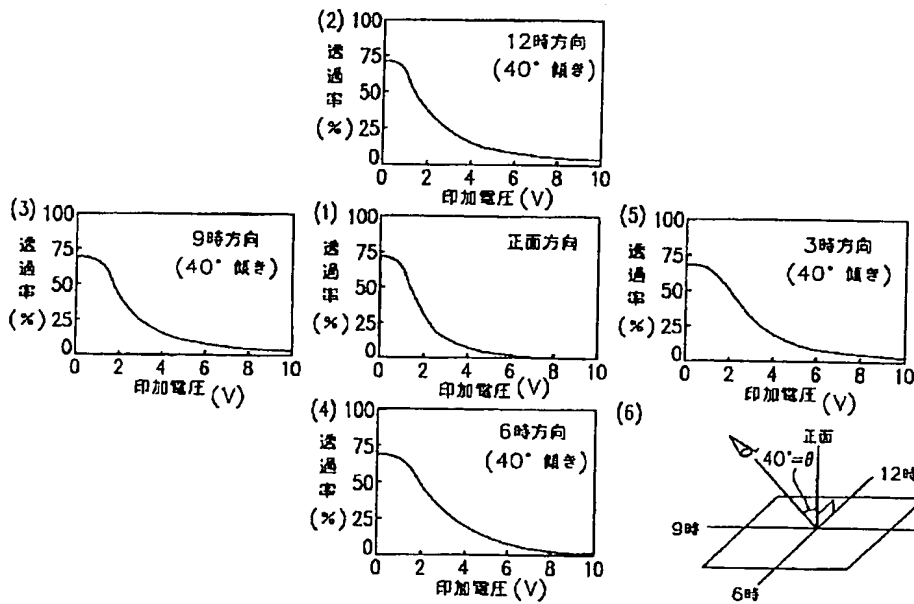 (2)
100
75
50
25
0
透過率(%)
12時方向
(40° 傾き)
0 2 4 6 8 10
印加電圧(V)
(3)
100
75
50
25
0
透過率(%)
9時方向
(40° 傾き)
0 2 4 6 8 10
印加電圧(V)
(1)
100
75
50
25
0
透過率(%)
正面方向
0 2 4 6 8 10
印加電圧(V)
(5)
100
75
50
25
0
透過率(%)
3時方向
(40° 傾き)
0 2 4 6 8 10
印加電圧(V)
(4)
100
75
50
25
0
透過率(%)
6時方向
(40° 傾き)
0 2 4 6 8 10
印加電圧(V)
(6)
正面
40°=θ
12時
9時
6時